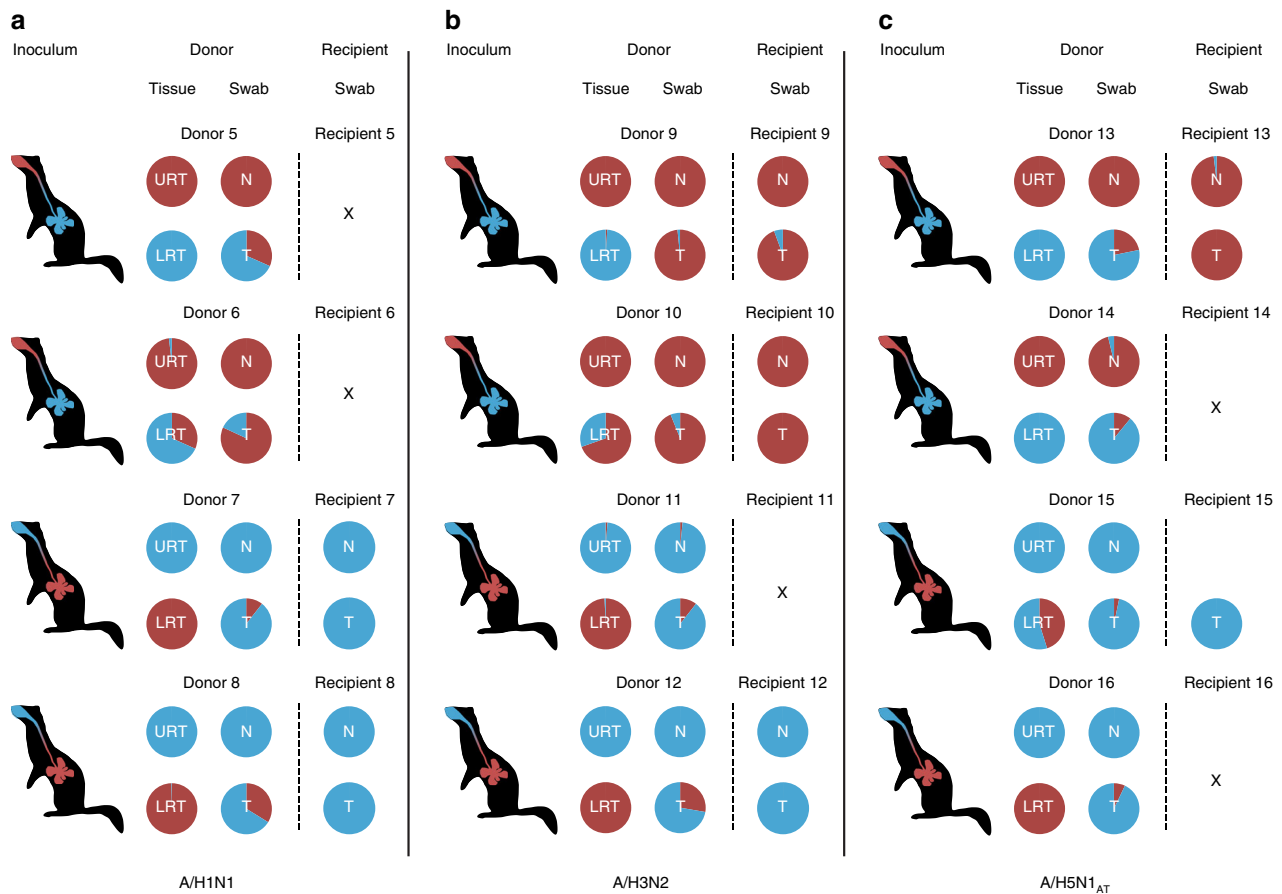 a b c
Inoculum Donor Recipient Inoculum Donor Recipient Inoculum Donor Recipient
Tissue Swab Swab Tissue Swab Swab Tissue Swab Swab
Donor 5 Recipient 5 Donor 9 Recipient 9 Donor 13 Recipient 13
URT N URT N N URT N N
X
LRT T LRT T T LRT T T
Donor 6 Recipient 6 Donor 10 Recipient 10 Donor 14 Recipient 14
URT N URT N N URT N
X X
LRT T LRT T T LRT T
Donor 7 Recipient 7 Donor 11 Recipient 11 Donor 15 Recipient 15
URT N N URT N URT N
X
LRT T T LRT T LRT T T
Donor 8 Recipient 8 Donor 12 Recipient 12 Donor 16 Recipient 16
URT N N URT N N URT N
X
LRT T T LRT T T LRT T
A/H1N1 A/H3N2 A/H5N1AT